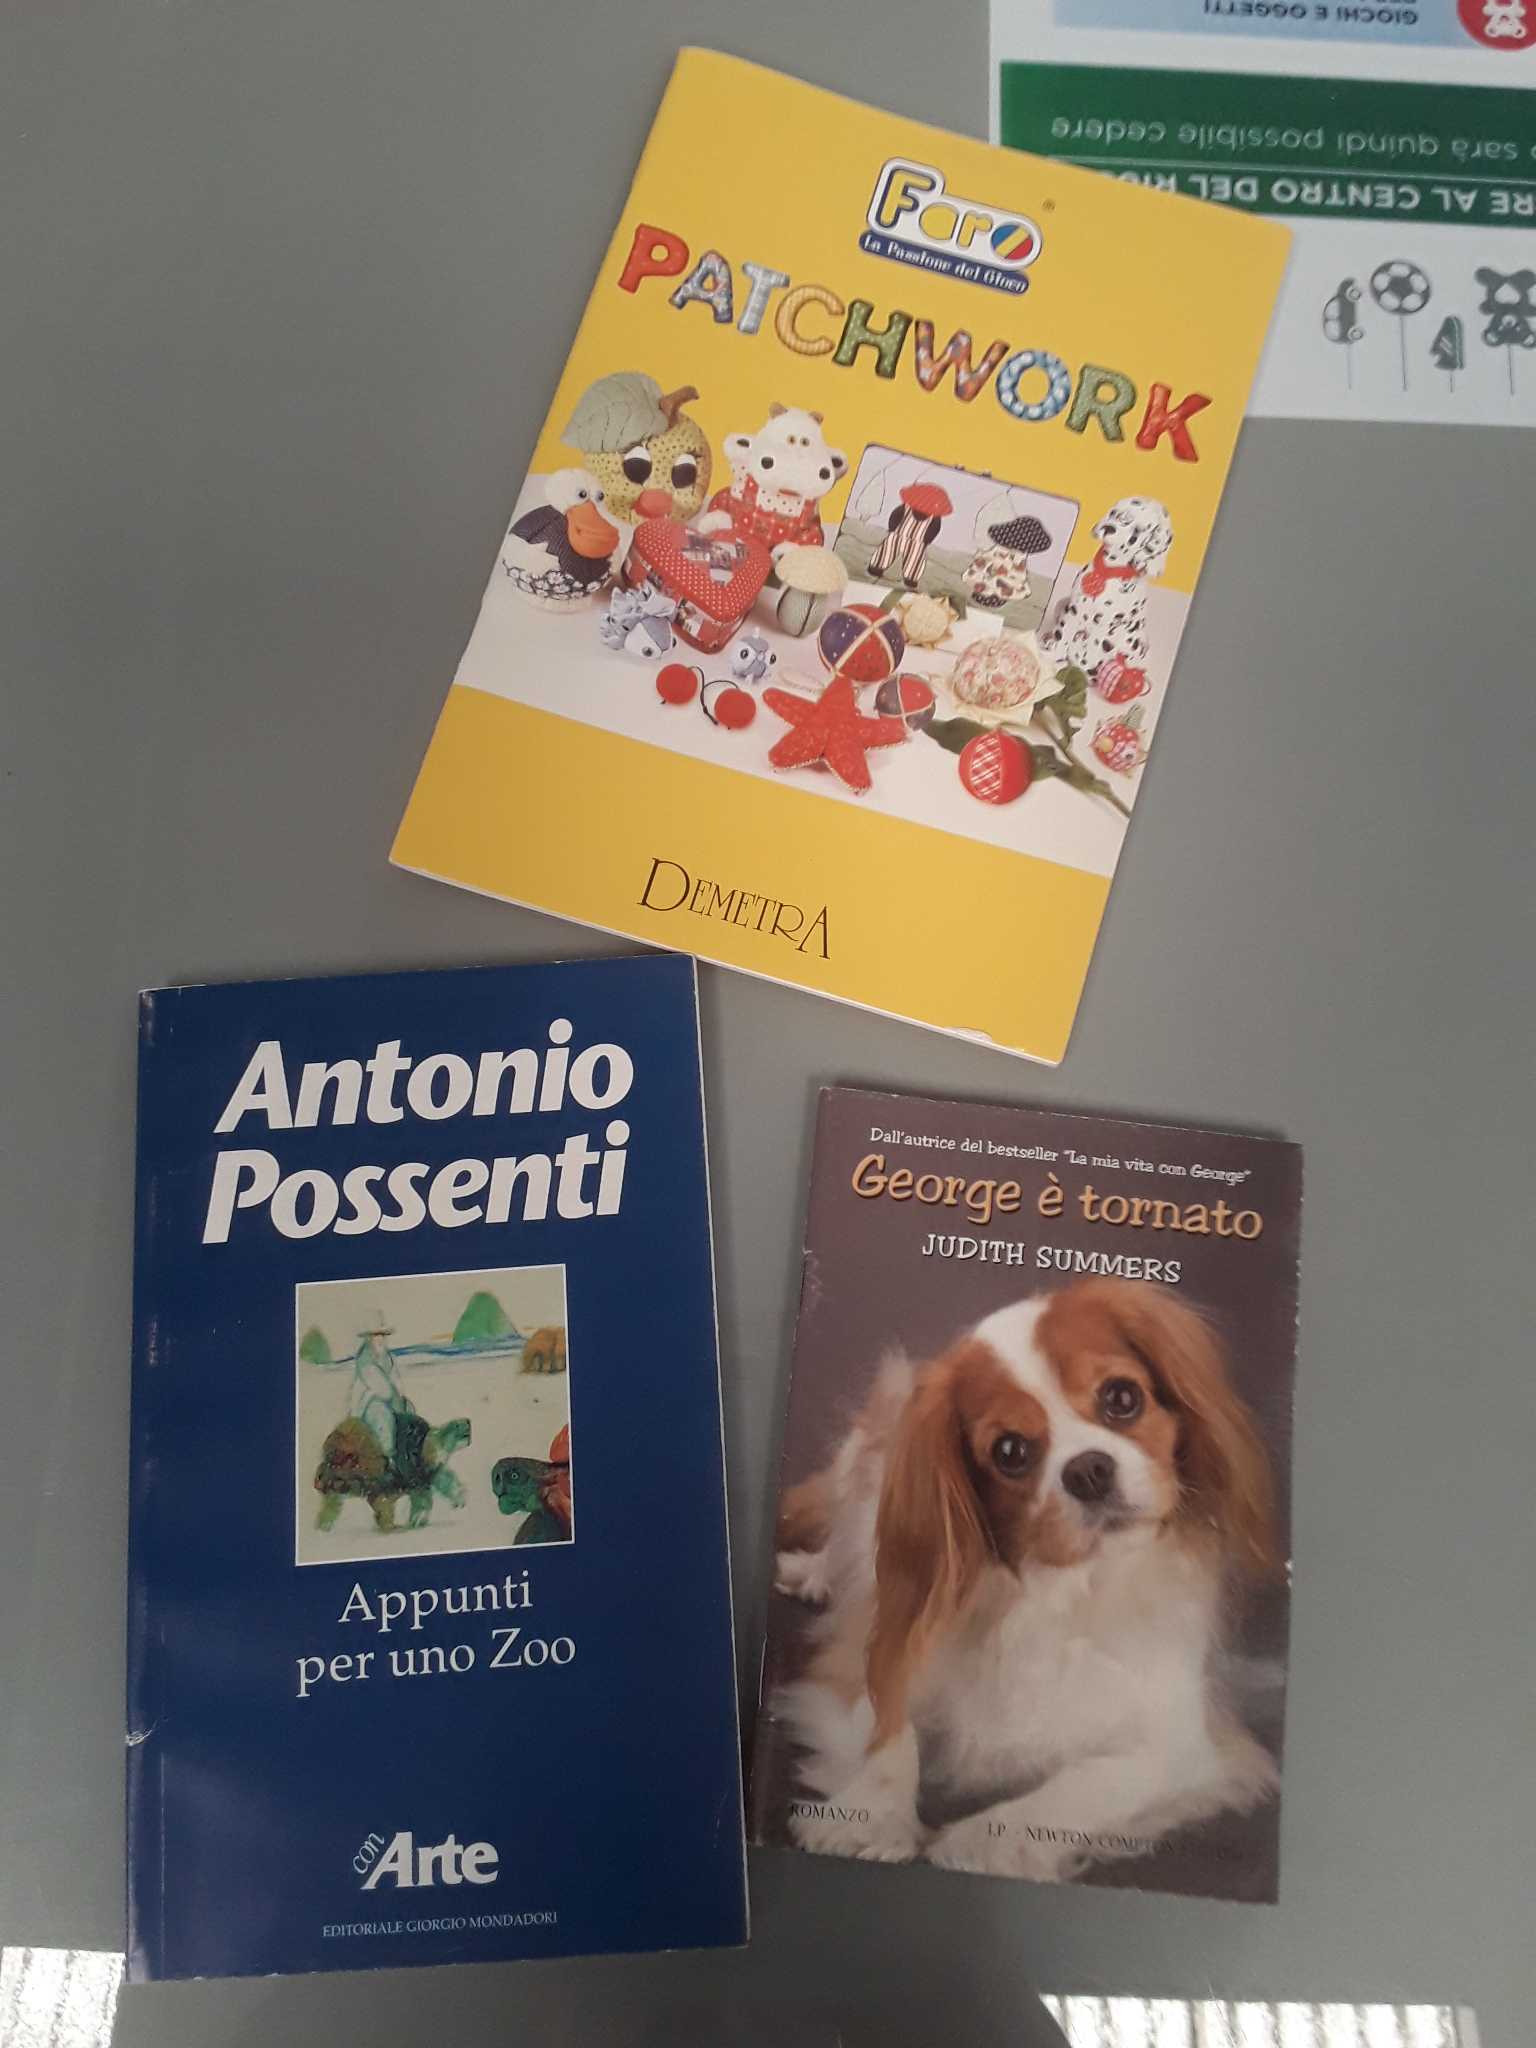 GIOCHI E OGGETTI
sarà quindi possibile cedere
RE AL CENTRO DEL
Faro
®
La Passione del Gioco
PATCHWORK
DEMETRA
Antonio
Possenti
Appunti
per uno Zoo
con Arte
EDITORIALE GIORGIO MONDADORI
Dall'autrice del bestseller "La mia vita con George"
George è tornato
JUDITH SUMMERS
ROMANZO
I.P. - NEWTON COMPTON